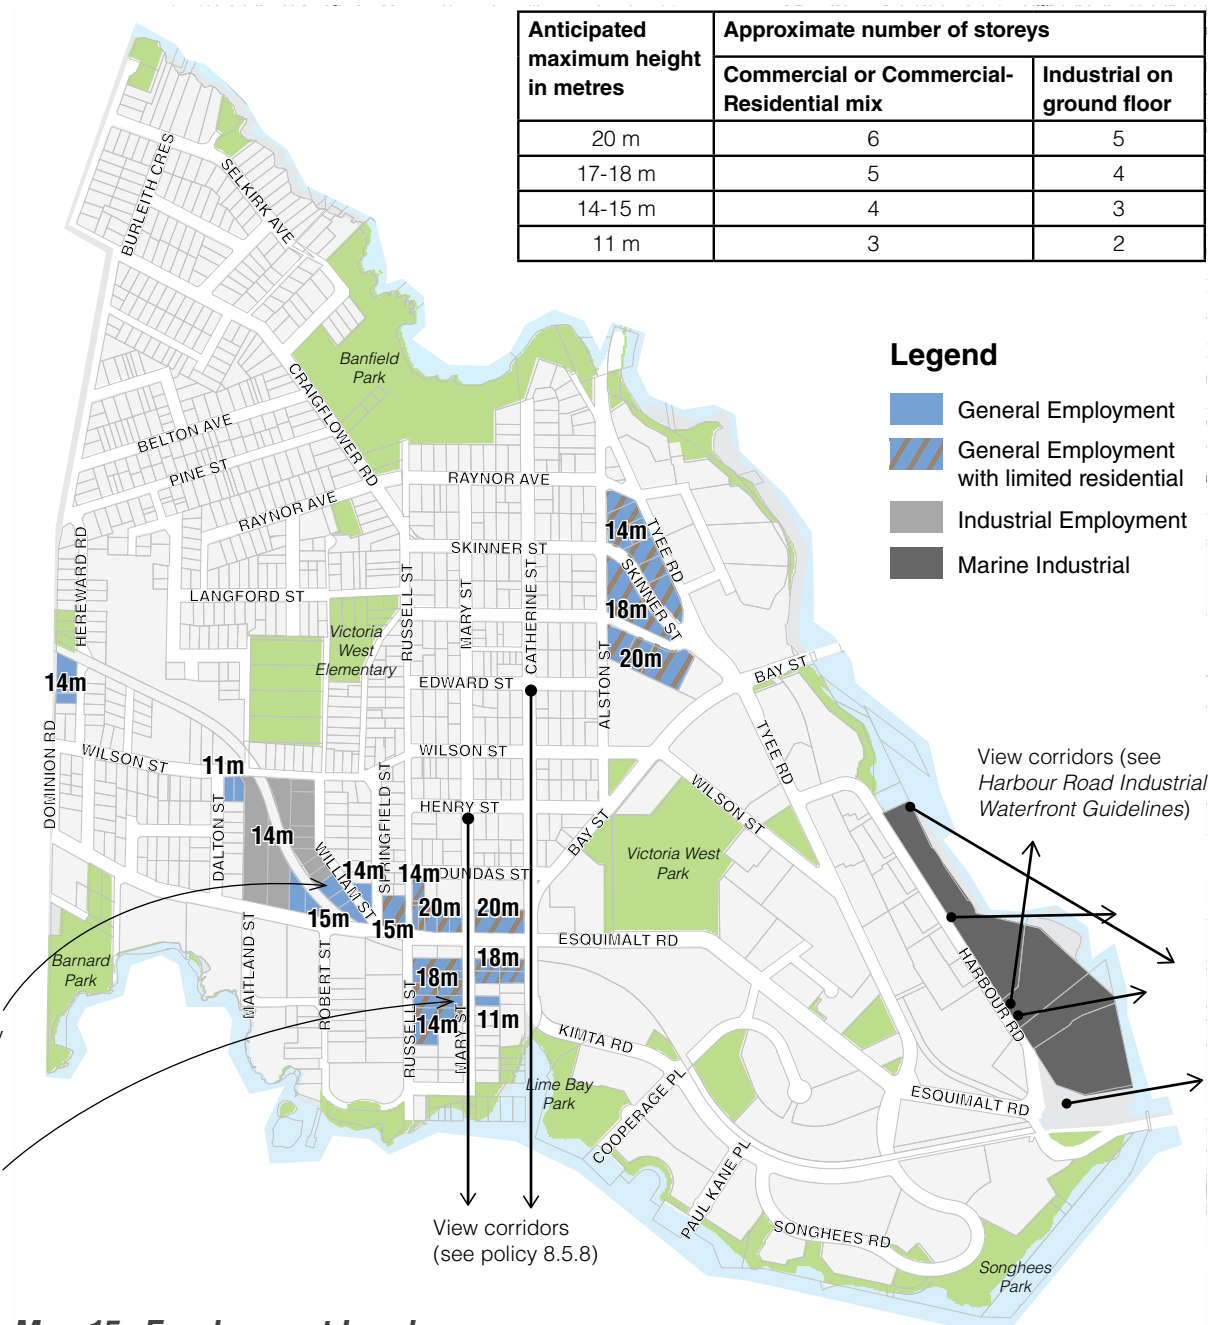 Anticipated
maximum height
in metres
Approximate number of storeys
Commercial or Commercial-
Residential mix
Industrial on
ground floor
20 m 6 5
17-18 m 5 4
14-15 m 4 3
11 m 3 2
Legend
General Employment
General Employment
with limited residential
Industrial Employment
Marine Industrial
BURLEITH CRES
SELKIRK AVE
Banfield
Park
CRAIGFLOWER RD
BELTON AVE
PINE ST
RAYNOR AVE
RAYNOR AVE
SKINNER ST
14m
TYEE RD
SKINNER ST
18m
20m
HEREWARD RD
LANGFORD ST
RUSSELL ST
MARY ST
CATHERINE ST
ALSTON ST
Victoria
West
Elementary
EDWARD ST
BAY ST
14m
DOMINION RD
WILSON ST
11m
WILSON ST
TYEE RD
WILSON ST
View corridors (see
Harbour Road Industrial
Waterfront Guidelines)
DALTON ST
14m
SPRINGFIELD ST
HENRY ST
BAY ST
Victoria West
Park
WILLIAM ST
14m
14m
DUNDAS ST
15m
15m
20m
20m
ESQUIMALT RD
Barnard
Park
MAITLAND ST
ROBERT ST
RUSSELL ST
18m
18m
14m
MARY ST
11m
HARBOUR RD
KIMTA RD
Lime Bay
Park
COOPERAGE PL
ESQUIMALT RD
PAUL KANE PL
SONGHEES RD
Songhees
Park
View corridors
(see policy 8.5.8)